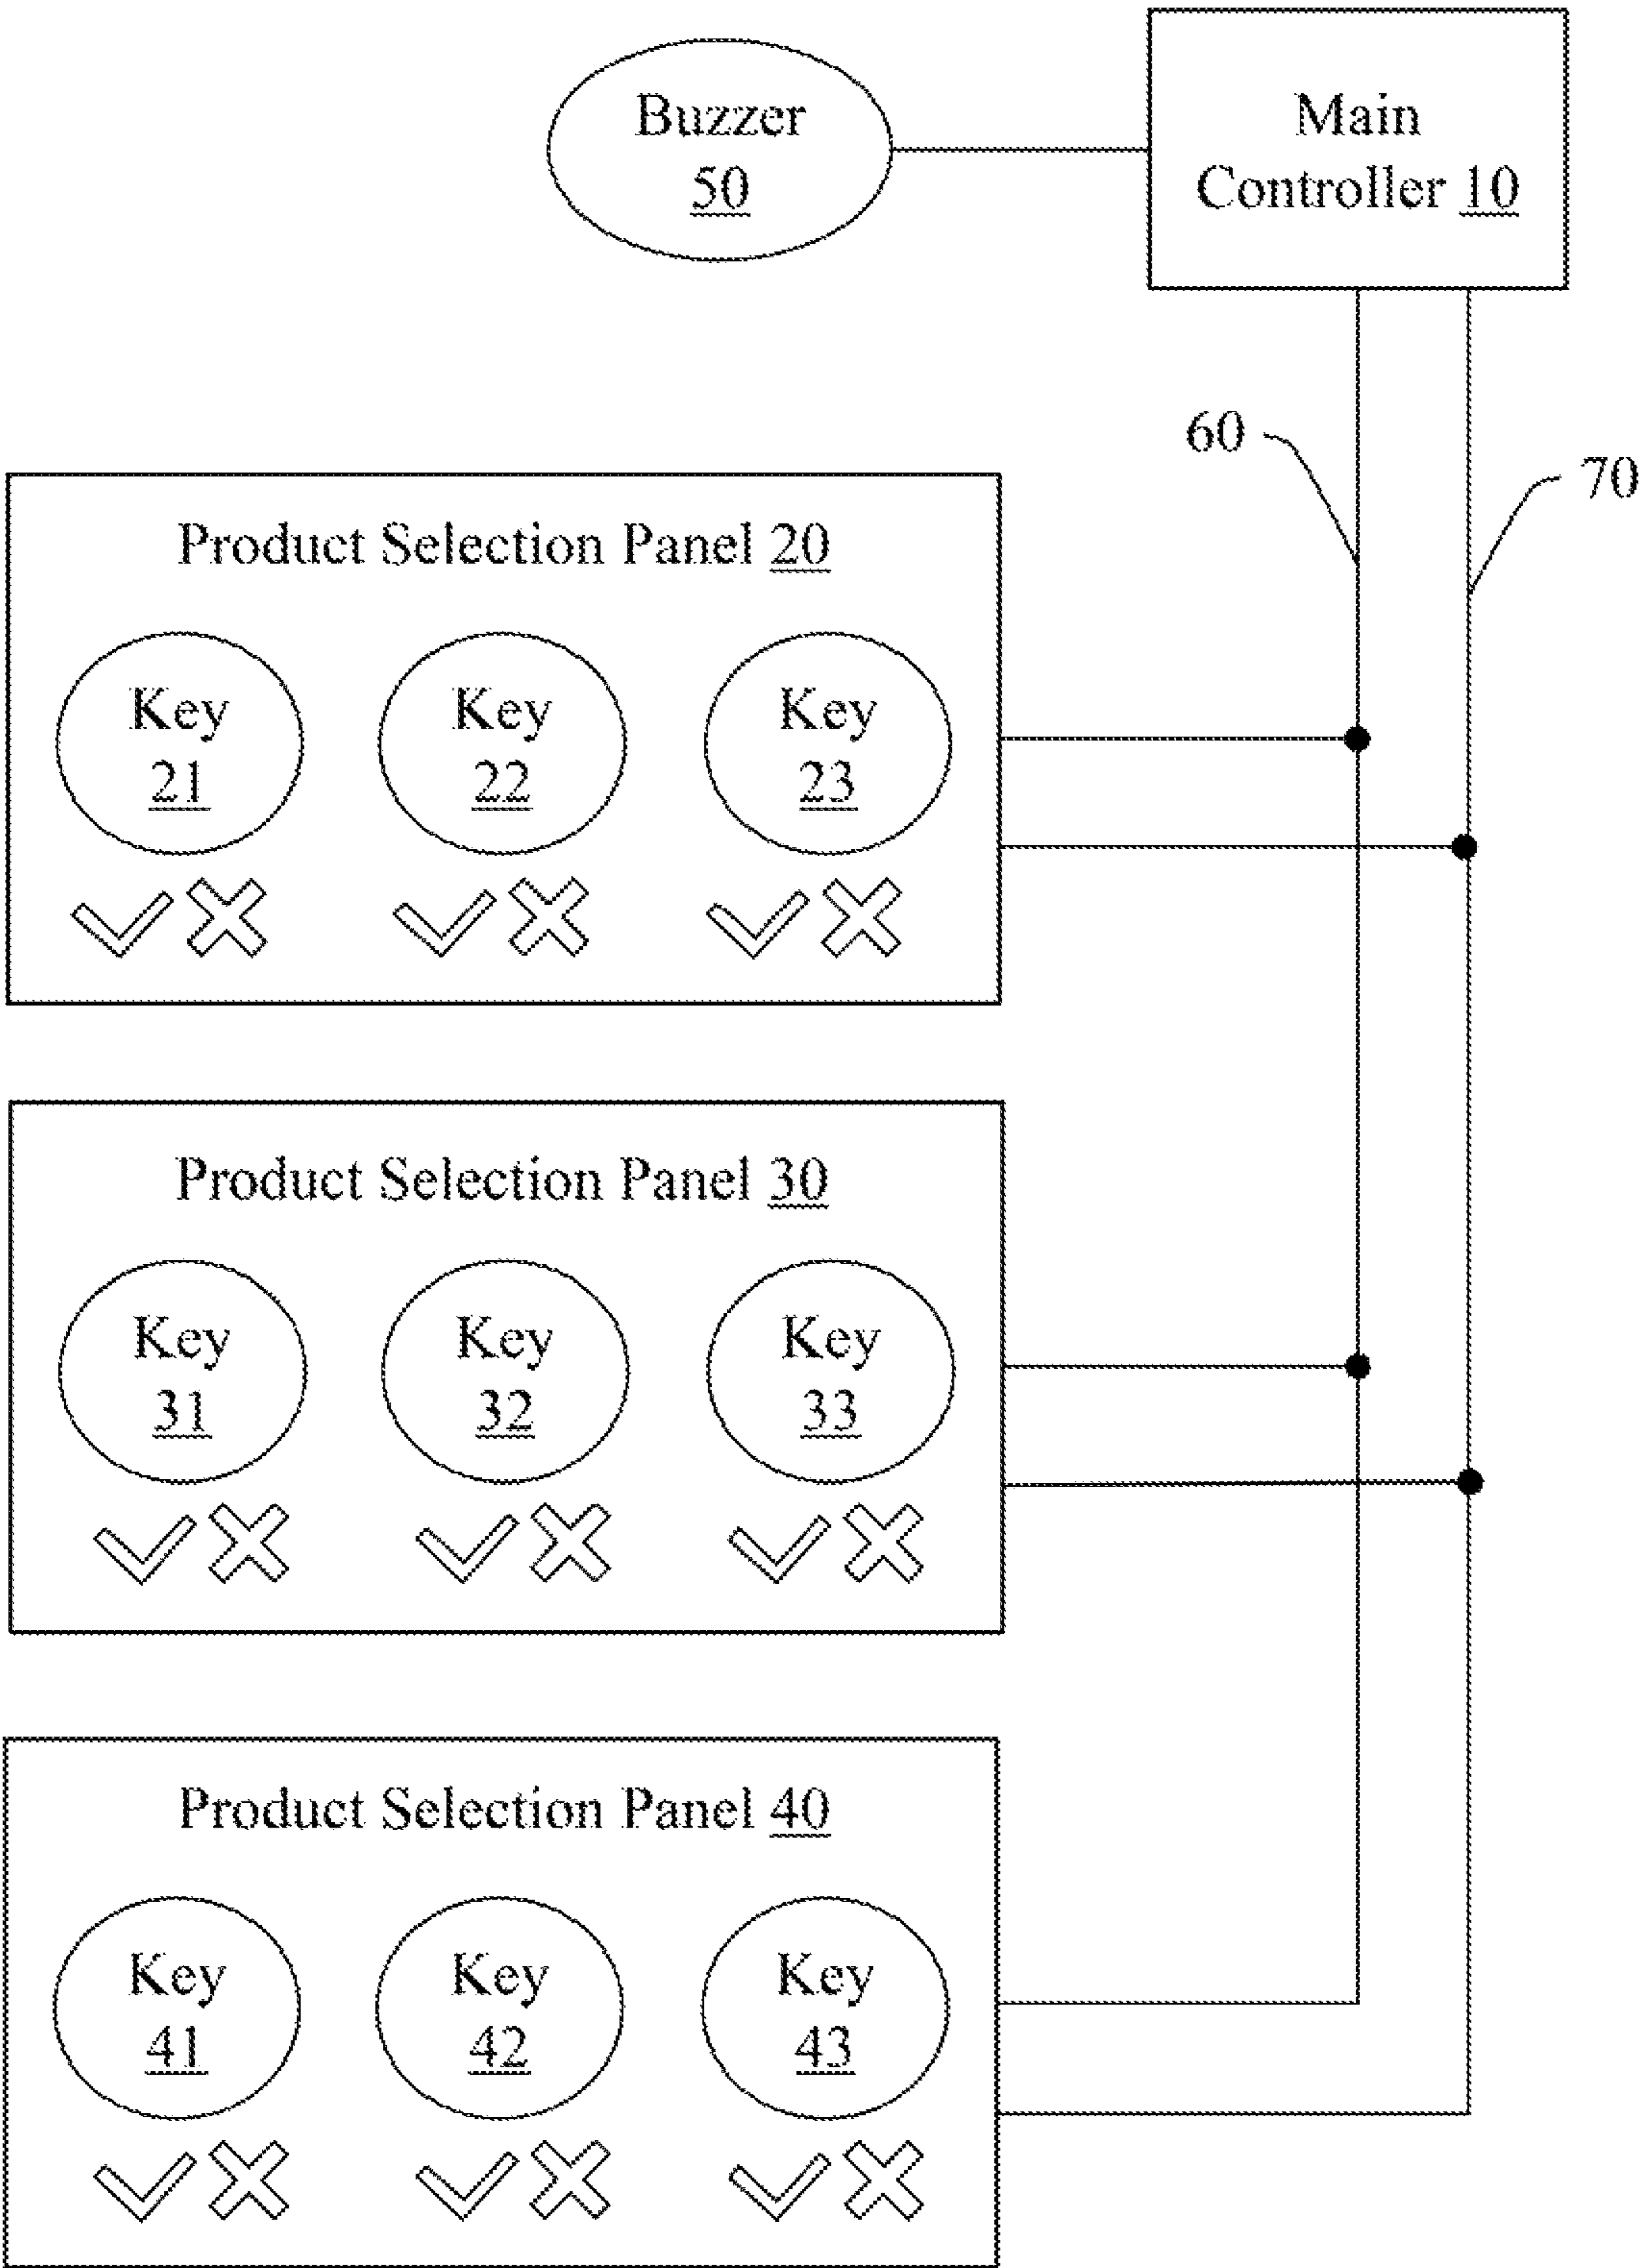 Buzzer
50
Main
Controller 10
60
70
Product Selection Panel 20
Key
21
Key
22
Key
23
Product Selection Panel 30
Key
31
Key
32
Key
33
Product Selection Panel 40
Key
41
Key
42
Key
43